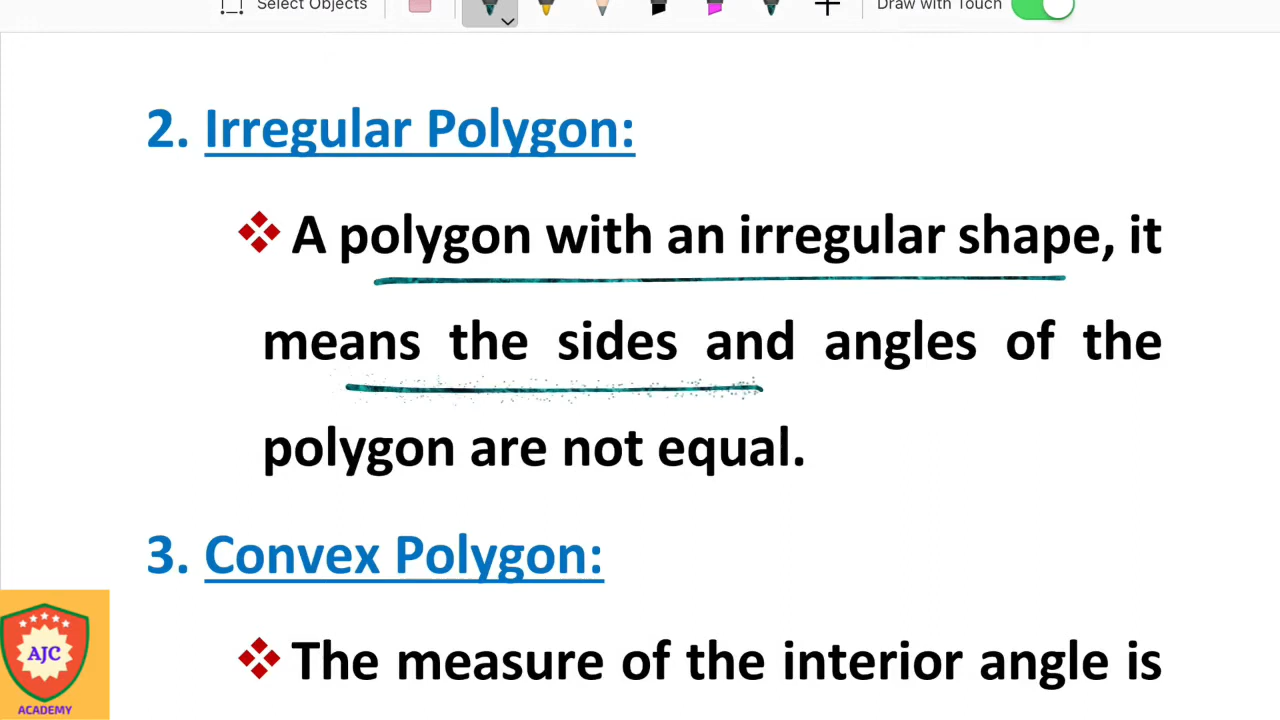 Select Objects
Draw with Touch
2. Irregular Polygon:
❖ A polygon with an irregular shape, it
means the sides and angles of the
polygon are not equal.
3. Convex Polygon:
❖ The measure of the interior angle is
AJC
ACADEMY